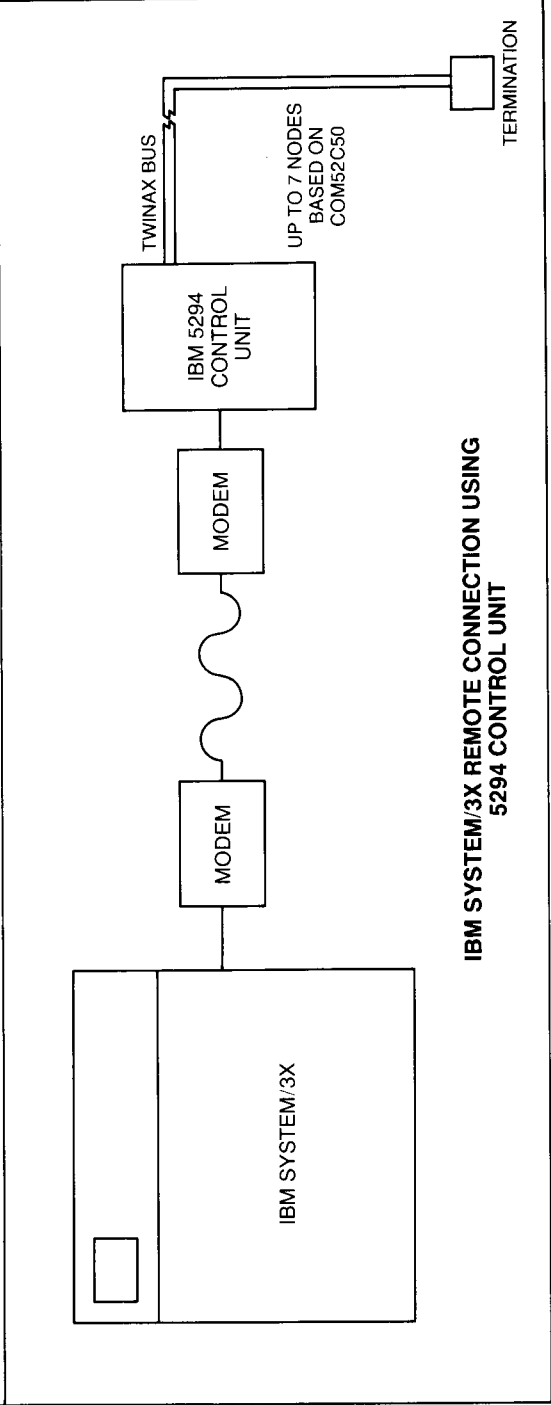 IBM SYSTEM/3X
MODEM
MODEM
IBM 5294
CONTROL
UNIT
TWINAX BUS
UP TO 7 NODES
BASED ON
COM52C50
TERMINATION
IBM SYSTEM/3X REMOTE CONNECTION USING
5294 CONTROL UNIT